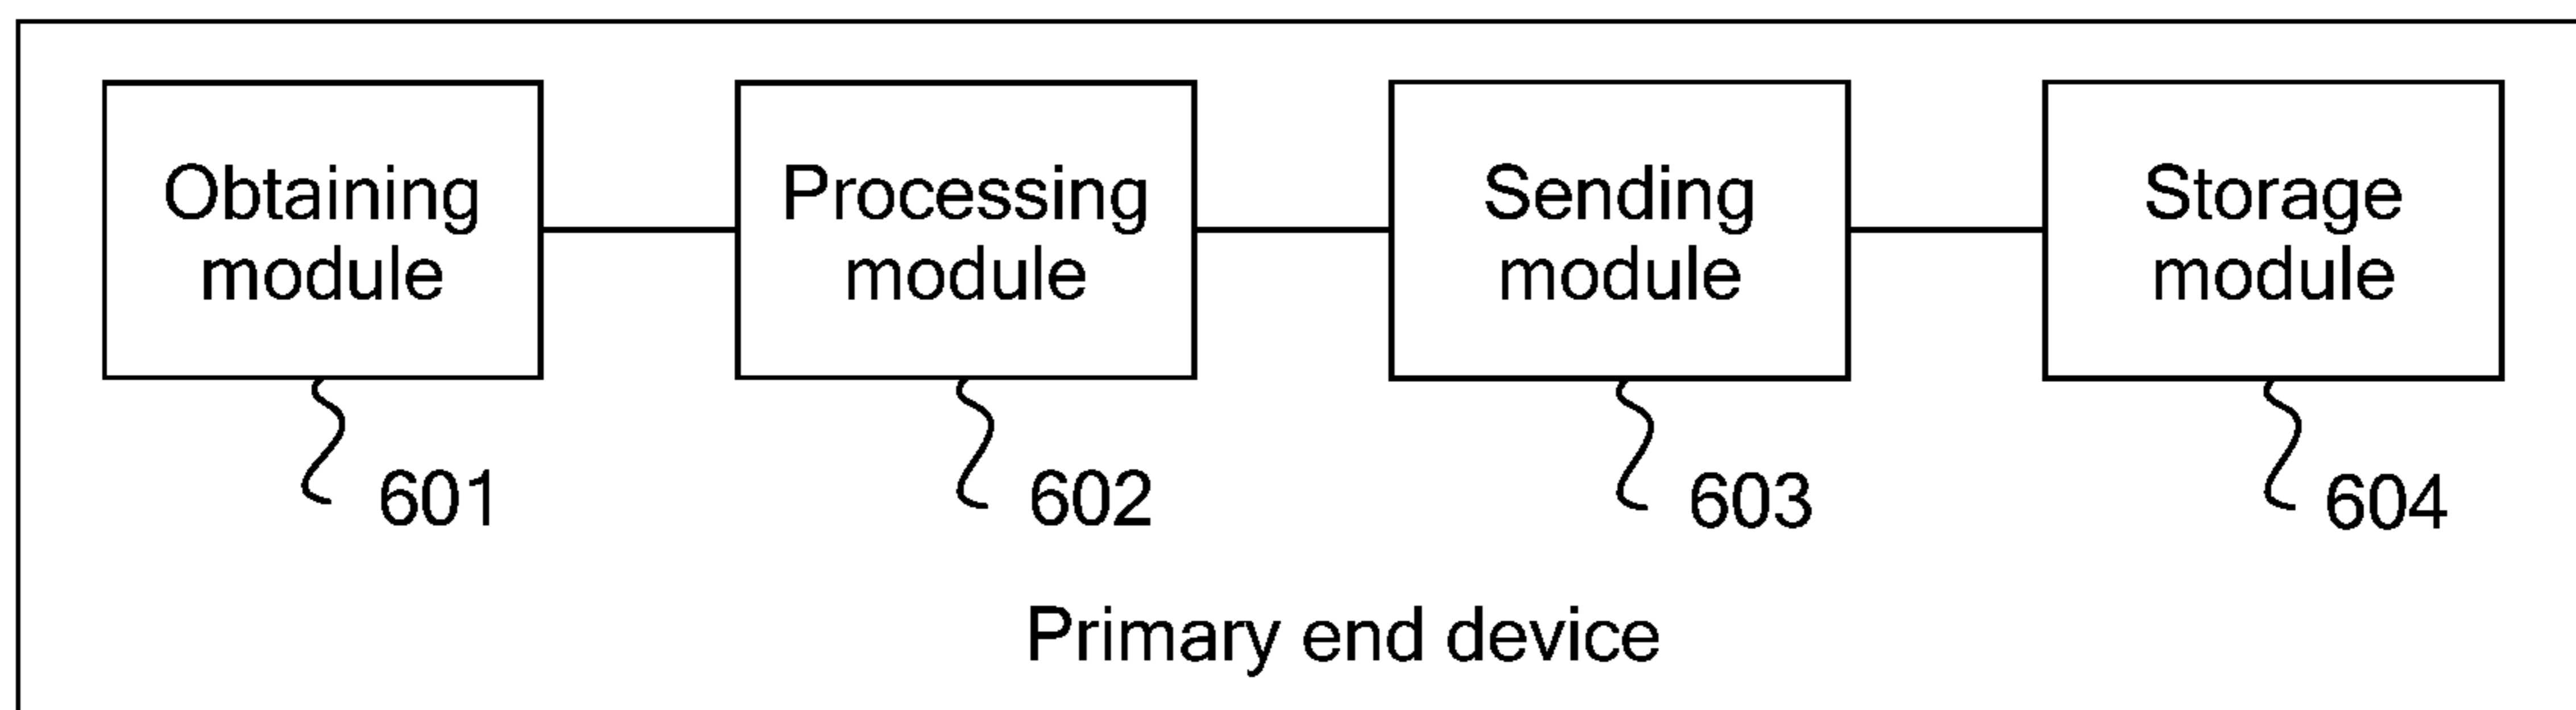 Obtaining
module
Processing
module
Sending
module
Storage
module
601
602
603
604
Primary end device